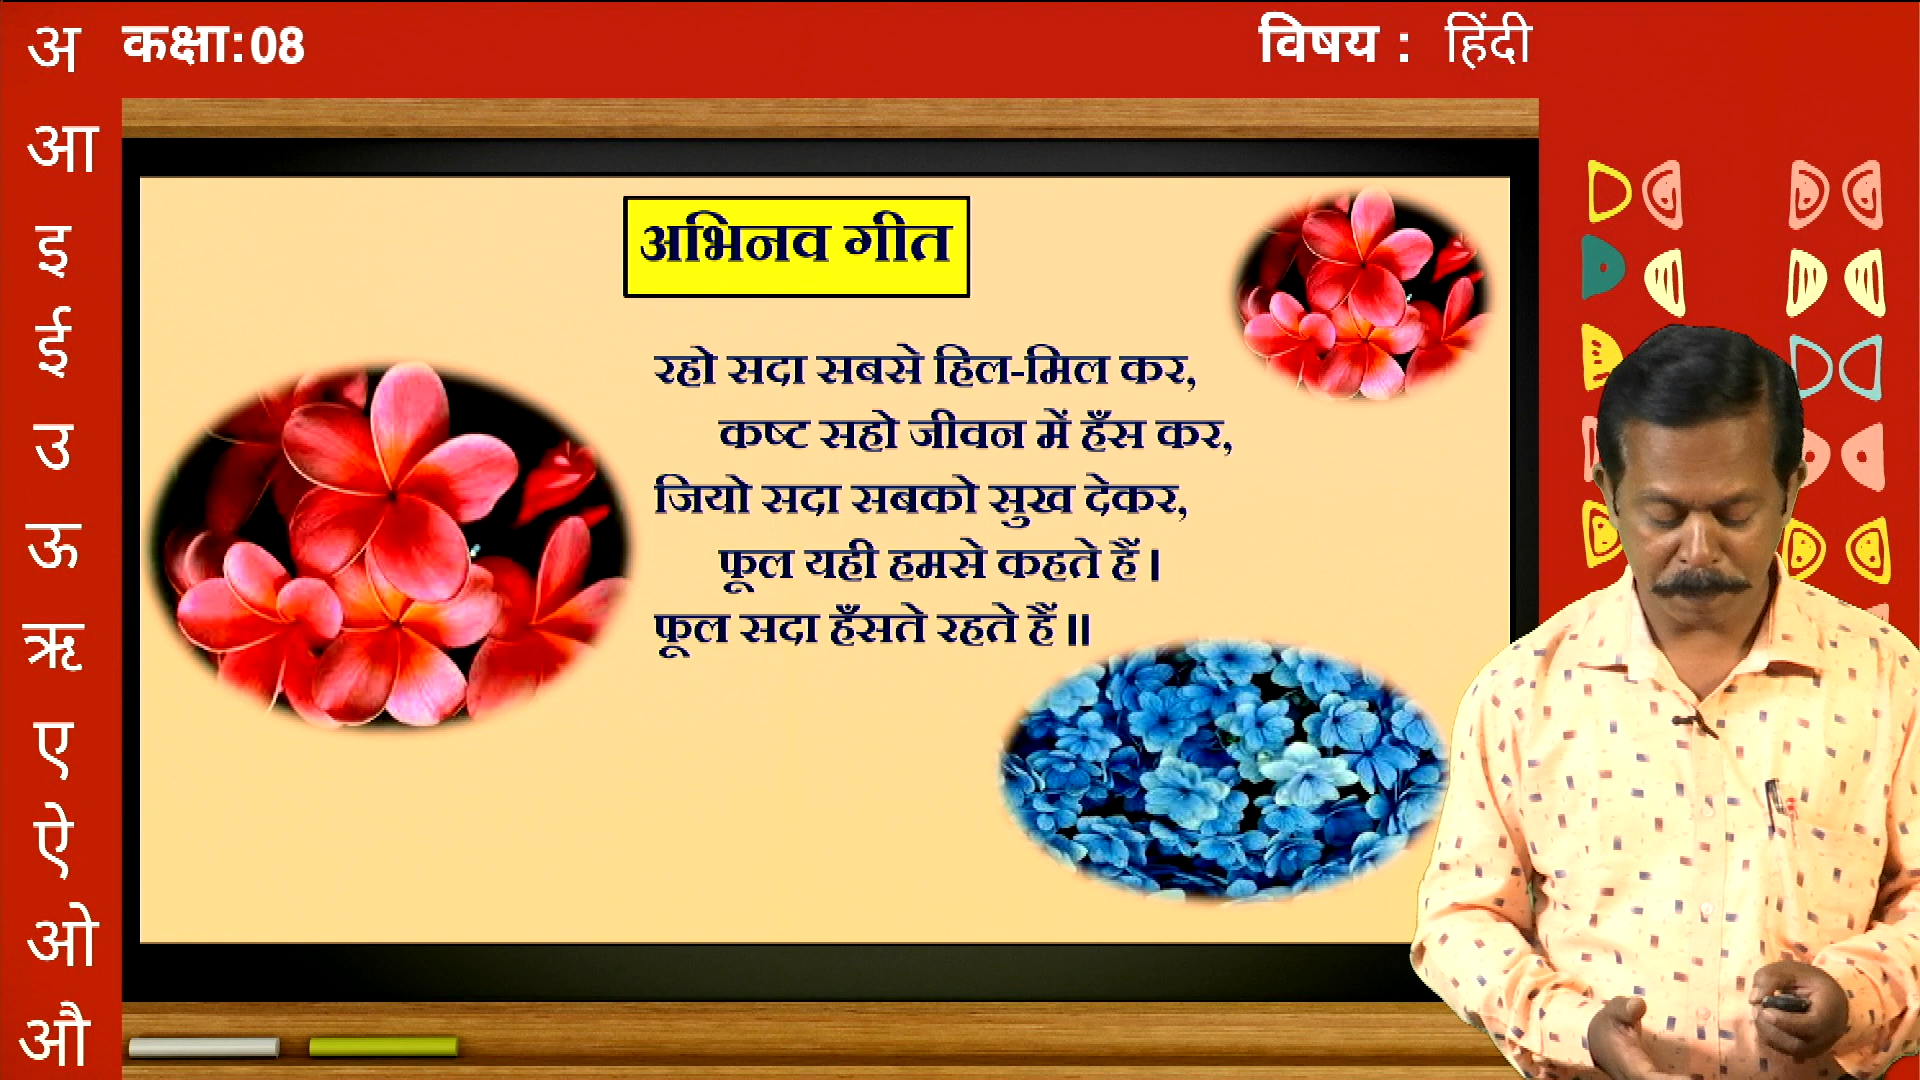 कक्षा:08
विषय : हिंदी
अ
आ
इ
ई
उ
ऊ
ऋ
ए
ऐ
ओ
औ
अभिनव गीत
रहो सदा सबसे हिल-मिल कर,
कष्ट सहो जीवन में हँस कर,
जियो सदा सबको सुख देकर,
फूल यही हमसे कहते हैं।
फूल सदा हँसते रहते हैं॥